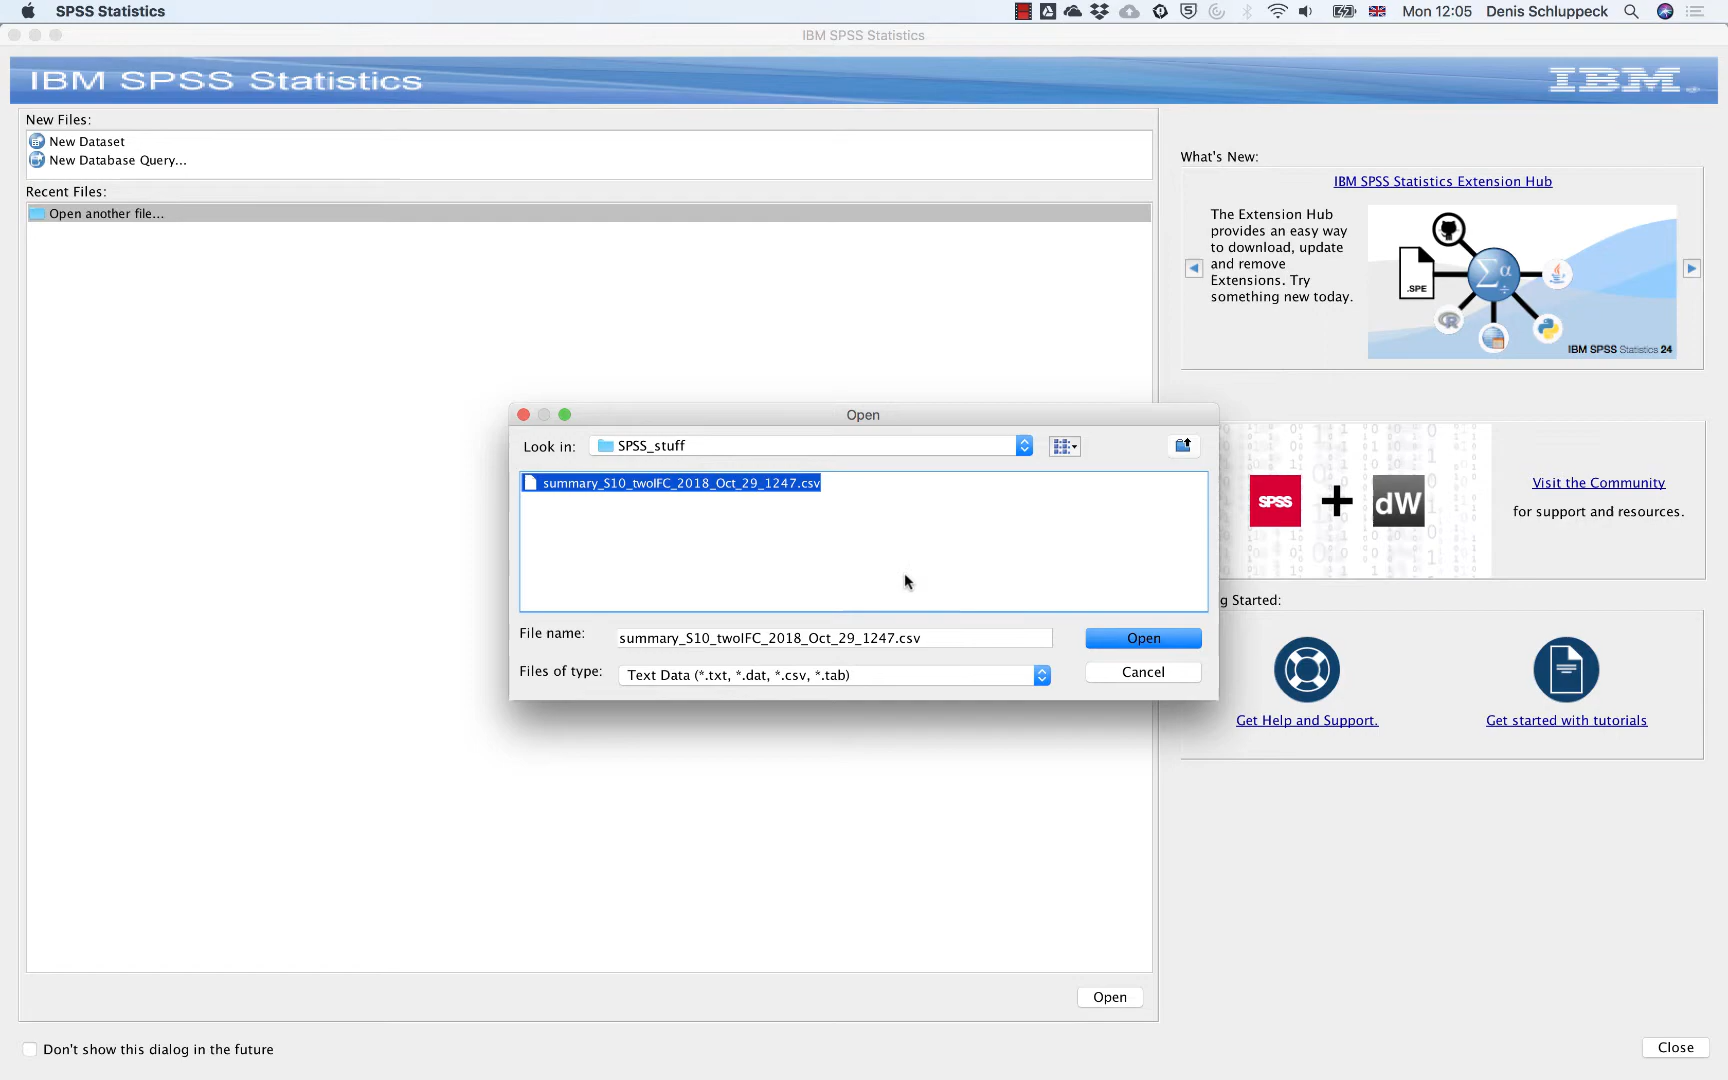 SPSS Statistics
Mon 12:05 Denis Schluppeck
IBM SPSS Statistics
IBM SPSS Statistics
IBM
New Files:
New Dataset
New Database Query...
Recent Files:
Open another file...
What's New:
IBM SPSS Statistics Extension Hub
The Extension Hub
provides an easy way
to download, update
and remove
Extensions. Try
something new today.
.SPE
Σα
÷
R
IBM SPSS Statistics 24
Open
Look in: SPSS_stuff
summary_S10_twoIFC_2018_Oct_29_1247.csv
File name: summary_S10_twoIFC_2018_Oct_29_1247.csv
Open
Files of type: Text Data (*.txt, *.dat, *.csv, *.tab)
Cancel
SPSS + dW
Visit the Community
for support and resources.
g Started:
Get Help and Support.
Get started with tutorials
Open
Don't show this dialog in the future
Close